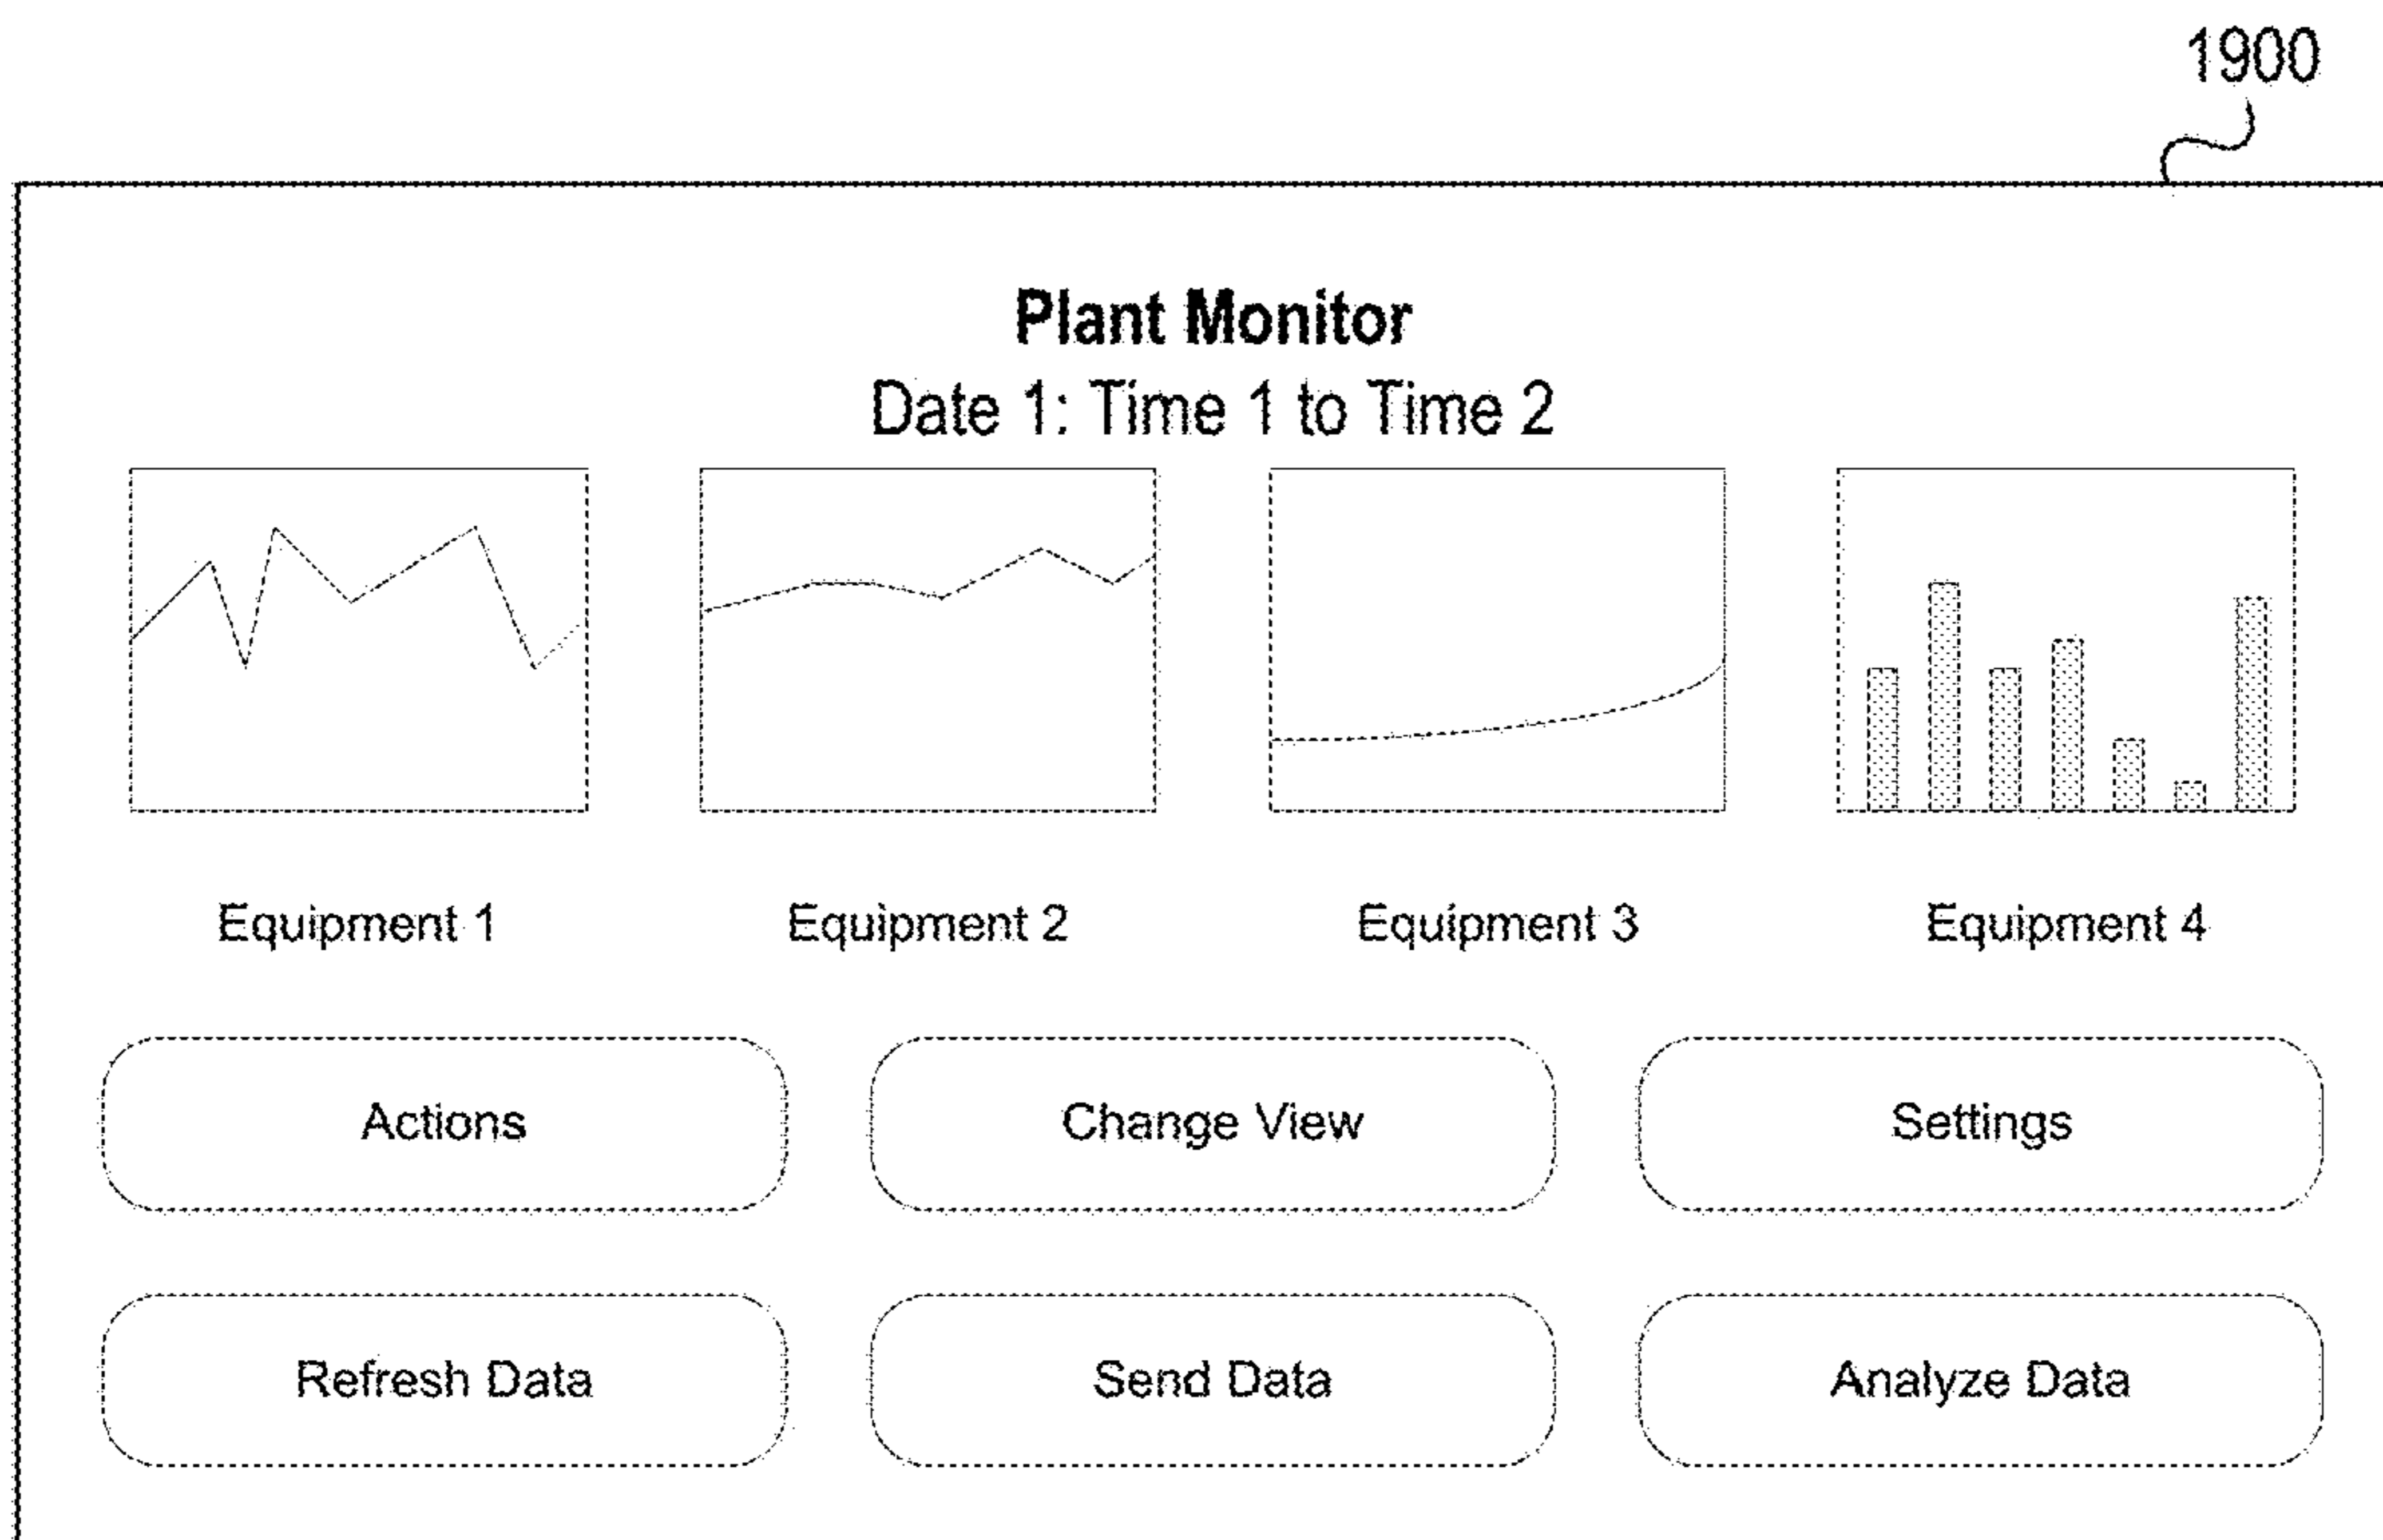 1900
Plant Monitor
Date 1: Time 1 to Time 2
Equipment 1
Equipment 2
Equipment 3
Equipment 4
Actions
Change View
Settings
Refresh Data
Send Data
Analyze Data